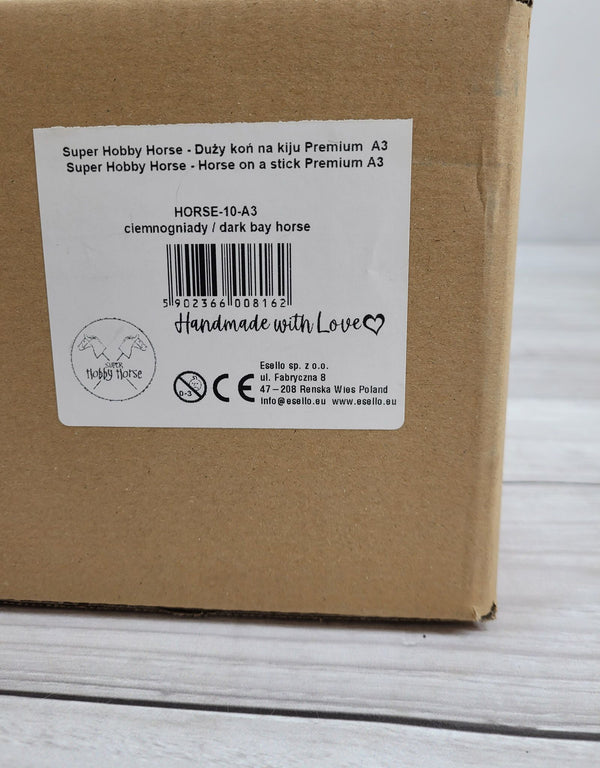 Super Hobby Horse - Duży koń na kiju Premium A3
Super Hobby Horse - Horse on a stick Premium A3
HORSE-10-A3
ciemnogniady / dark bay horse
5 902366 008162
Handmade with Love
SUPER
Hobby Horse
0-3
CE
Esello sp. z o.o.
ul. Fabryczna 8
47-208 Renska Wies Poland
info@esello.eu www.esello.eu